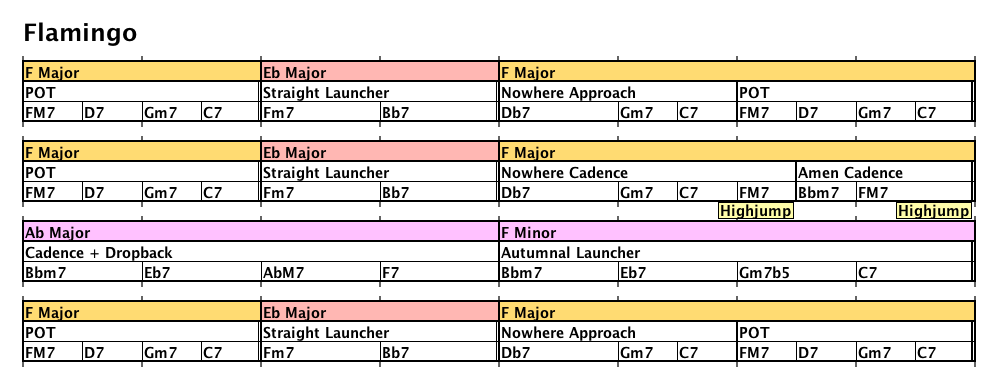 Flamingo
F Major Eb Major F Major
POT Straight Launcher Nowhere Approach POT
FM7 D7 Gm7 C7 Fm7 Bb7 Db7 Gm7 C7 FM7 D7 Gm7 C7
F Major Eb Major F Major
POT Straight Launcher Nowhere Cadence Amen Cadence
FM7 D7 Gm7 C7 Fm7 Bb7 Db7 Gm7 C7 FM7 Bbm7 FM7
Highjump Highjump
Ab Major F Minor
Cadence + Dropback Autumnal Launcher
Bbm7 Eb7 AbM7 F7 Bbm7 Eb7 Gm7b5 C7
F Major Eb Major F Major
POT Straight Launcher Nowhere Approach POT
FM7 D7 Gm7 C7 Fm7 Bb7 Db7 Gm7 C7 FM7 D7 Gm7 C7